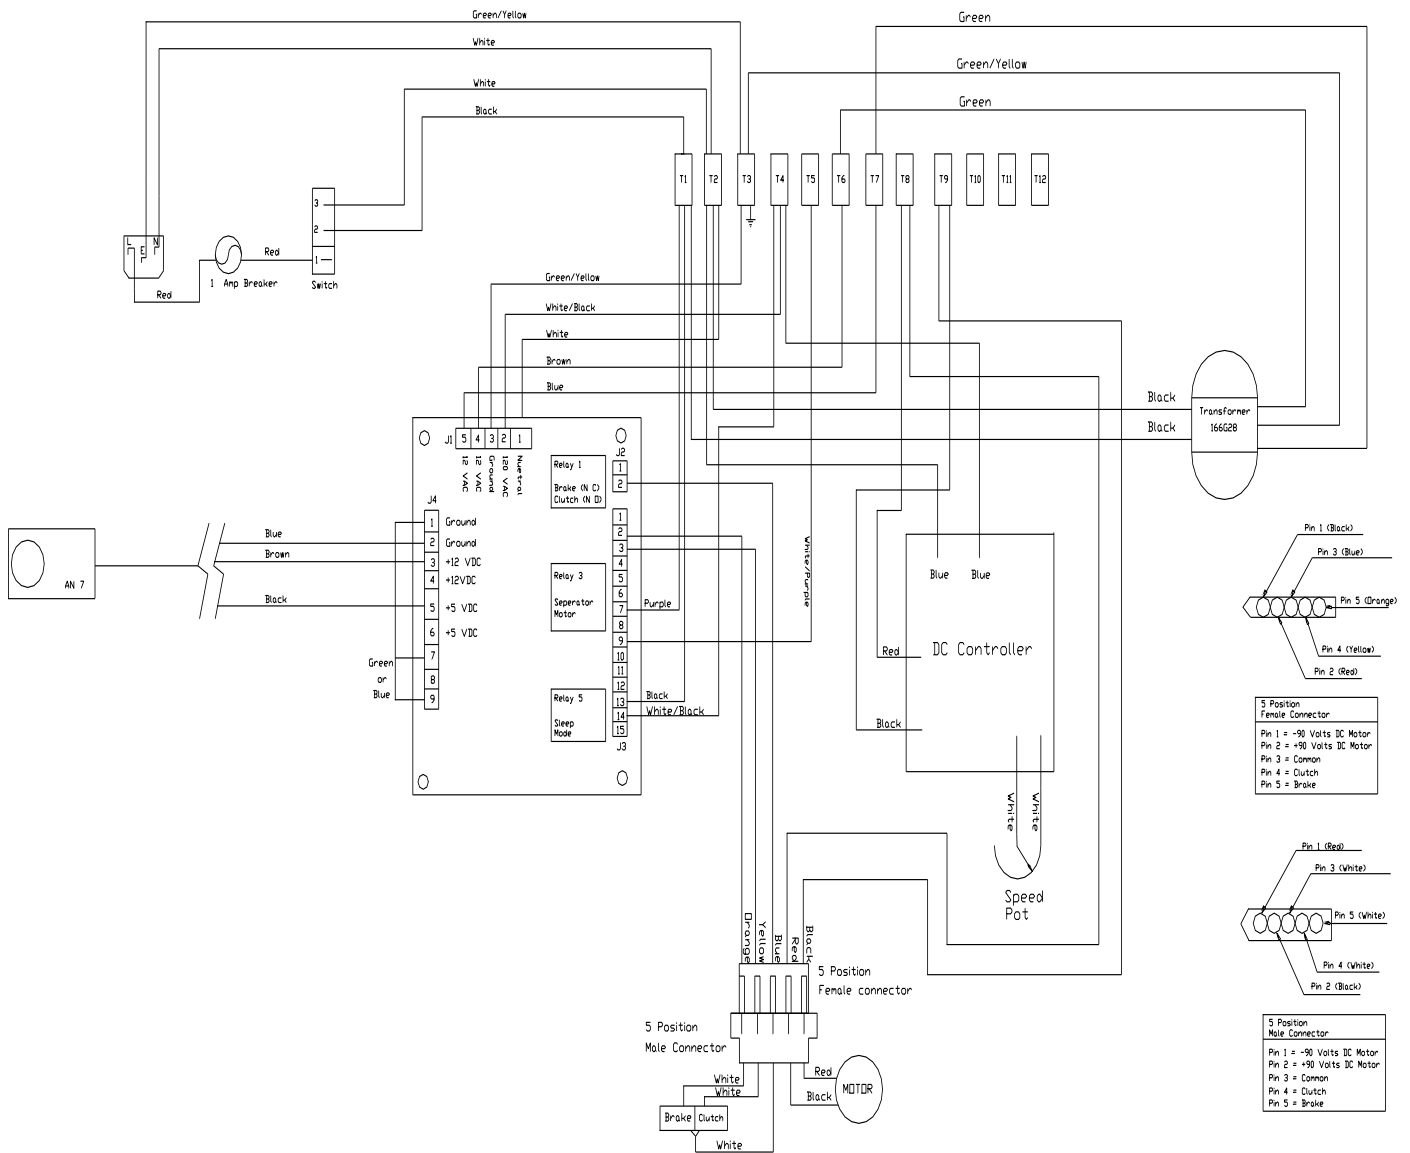 Green/Yellow
White
White
Black
Green
Green/Yellow
Green
T1
T2
T3
T4
T5
T6
T7
T8
T9
T10
T11
T12
L
E
N
3
2
1
Red
Red
1 Amp Breaker
Switch
Green/Yellow
White/Black
White
Brown
Blue
Black
Black
Transformer
166G28
J1
5
4
3
2
1
12 VAC
12 VAC
Ground
120 VAC
Nuetral
J2
1
2
Relay 1
Brake (N C)
Clutch (N O)
J4
1 Ground
2 Ground
3 +12 VDC
4 +12VDC
5 +5 VDC
6 +5 VDC
7
8
9
Blue
Brown
Black
AN 7
Green
or
Blue
Relay 3
Seperator
Motor
Relay 5
Sleep
Mode
1
2
3
4
5
6
7
8
9
10
11
12
13
14
15
J3
Purple
White/Purple
Black
White/Black
Blue
Blue
DC Controller
Red
Black
White
White
Speed
Pot
Pin 1 (Black)
Pin 3 (Blue)
Pin 5 (Orange)
Pin 4 (Yellow)
Pin 2 (Red)
5 Position
Female Connector
Pin 1 = -90 Volts DC Motor
Pin 2 = +90 Volts DC Motor
Pin 3 = Common
Pin 4 = Clutch
Pin 5 = Brake
Pin 1 (Red)
Pin 3 (White)
Pin 5 (White)
Pin 4 (White)
Pin 2 (Black)
5 Position
Male Connector
Pin 1 = -90 Volts DC Motor
Pin 2 = +90 Volts DC Motor
Pin 3 = Common
Pin 4 = Clutch
Pin 5 = Brake
Orange
Yellow
Blue
Red
Black
5 Position
Female connector
5 Position
Male Connector
White
White
Brake
Clutch
White
Red
Black
MOTOR